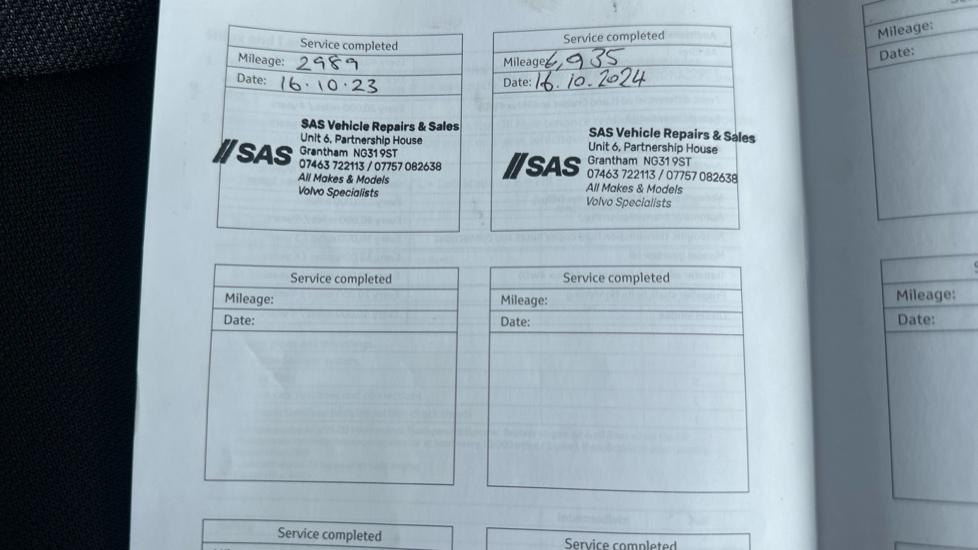 Service completed
Mileage: 2989
Date: 16.10.23
SAS Vehicle Repairs & Sales
Unit 6, Partnership House
SAS Grantham NG31 9ST
07463 722113 / 07757 082638
All Makes & Models
Volvo Specialists
Service completed
Mileage: 6,935
Date: 16.10.2024
SAS Vehicle Repairs & Sales
Unit 6, Partnership House
SAS Grantham NG31 9ST
07463 722113 / 07757 082638
All Makes & Models
Volvo Specialists
Mileage:
Date:
Service completed
Mileage:
Date:
Service completed
Mileage:
Date:
Mileage:
Date:
Service completed
Service completed